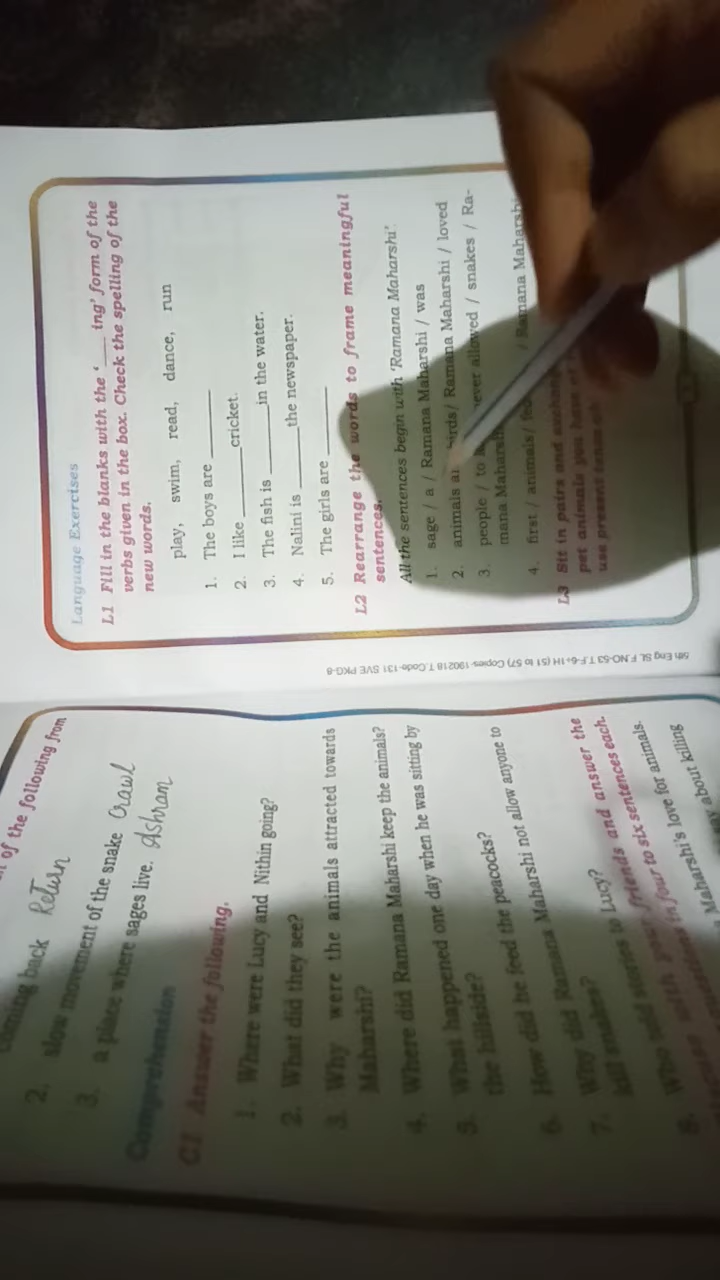 of the following from
coming back Return
2. slow movement of the snake Crawl
3. a place where sages live. Ashram
Comprehension
C1 Answer the following.
1. Where were Lucy and Nithin going?
2. What did they see?
3. Why were the animals attracted towards
Maharshi?
4. Where did Ramana Maharshi keep the animals?
5. What happened one day when he was sitting by
the hillside?
6. How did he feed the peacocks?
7. Why did Ramana Maharshi not allow anyone to
kill snakes?
8. Who told stories to Lucy?
with your friends and answer the
in four to six sentences each.
Maharshi's love for animals.
about killing
5th Eng SL F.NO-53 T.F-6+1H (51 to 57) Copies-190218 T.Code-131 SVE PKG-8
Language Exercises
L1 Fill in the blanks with the '____ ing' form of the
verbs given in the box. Check the spelling of the
new words.
play, swim, read, dance, run
1. The boys are ______
2. I like ______cricket.
3. The fish is ______in the water.
4. Nalini is ______the newspaper.
5. The girls are ______
L2 Rearrange the words to frame meaningful
sentences.
All the sentences begin with 'Ramana Maharshi'.
1. sage / a / Ramana Maharshi / was
2. animals / Ramana Maharshi / loved
3. people / to / never allowed / snakes / Ra-
mana Maharshi
4. first / animals / / Ramana Maharshi
L3 Sit in pairs and
pet animals you have
use present tense